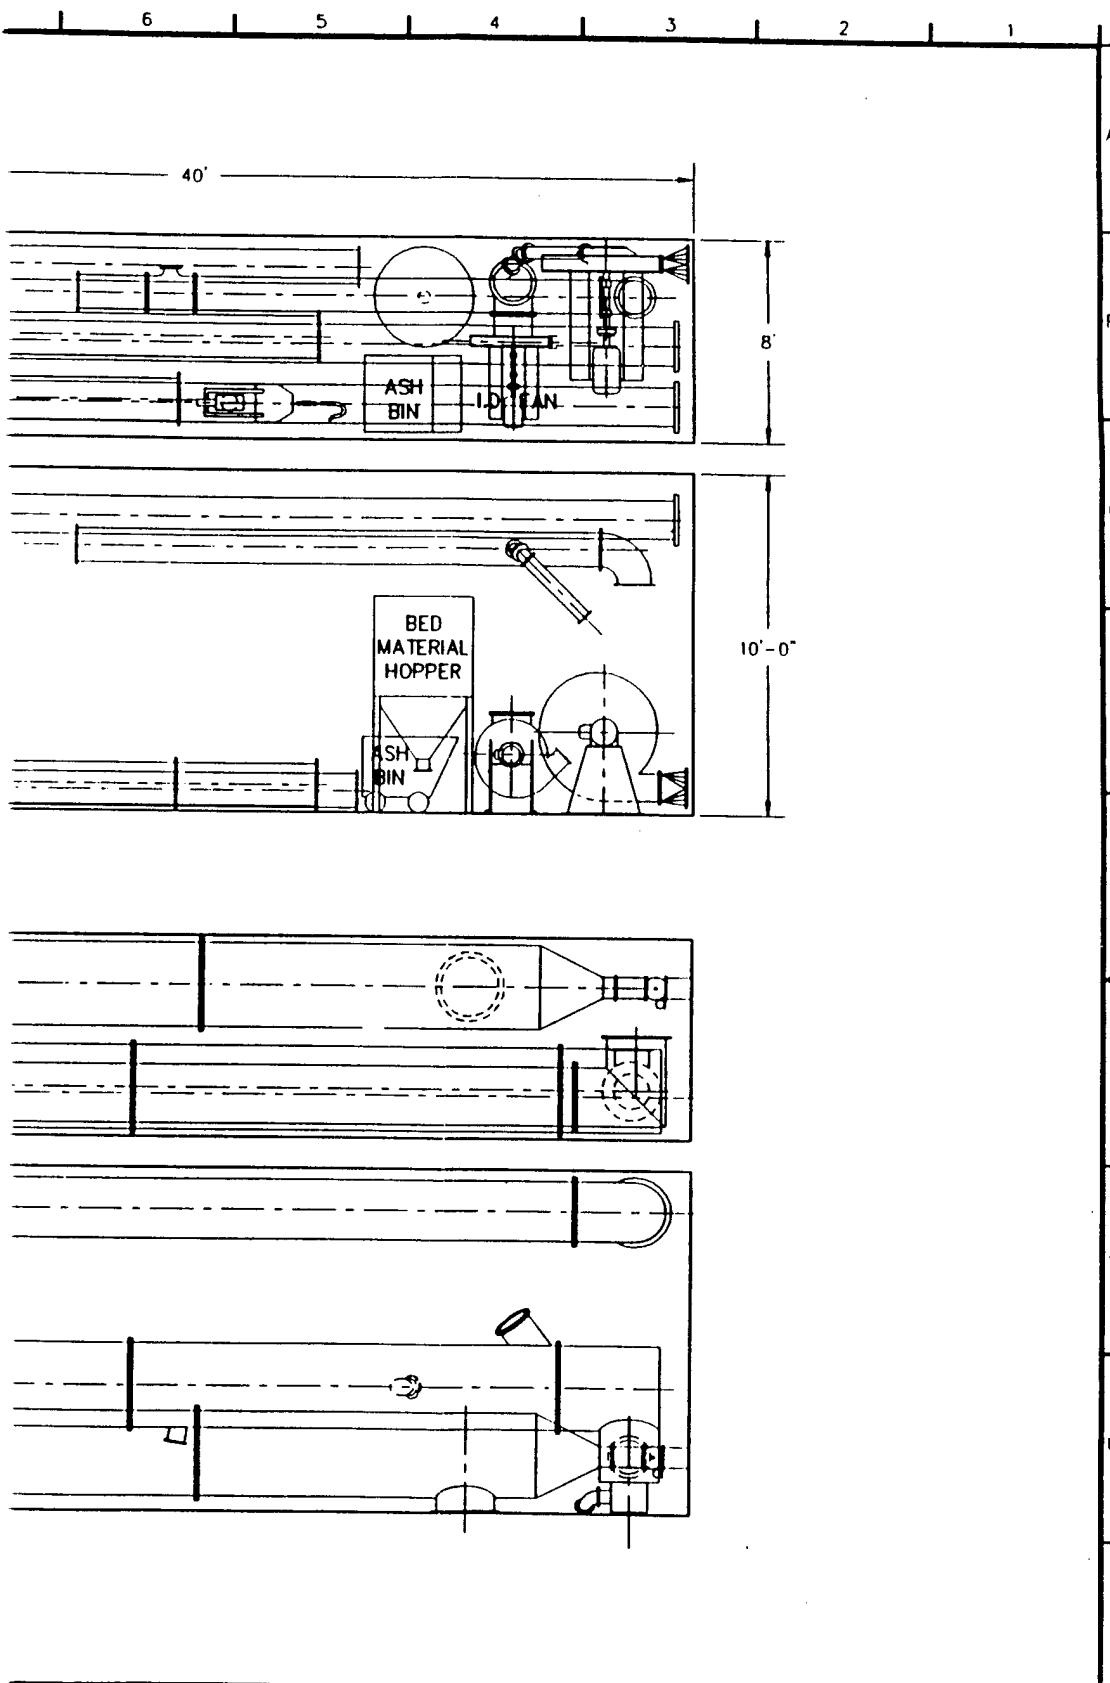 6 5 4 3 2 1
40'
8'
ASH
BIN
I.D. FAN
BED
MATERIAL
HOPPER
10'-0"
ASH
BIN